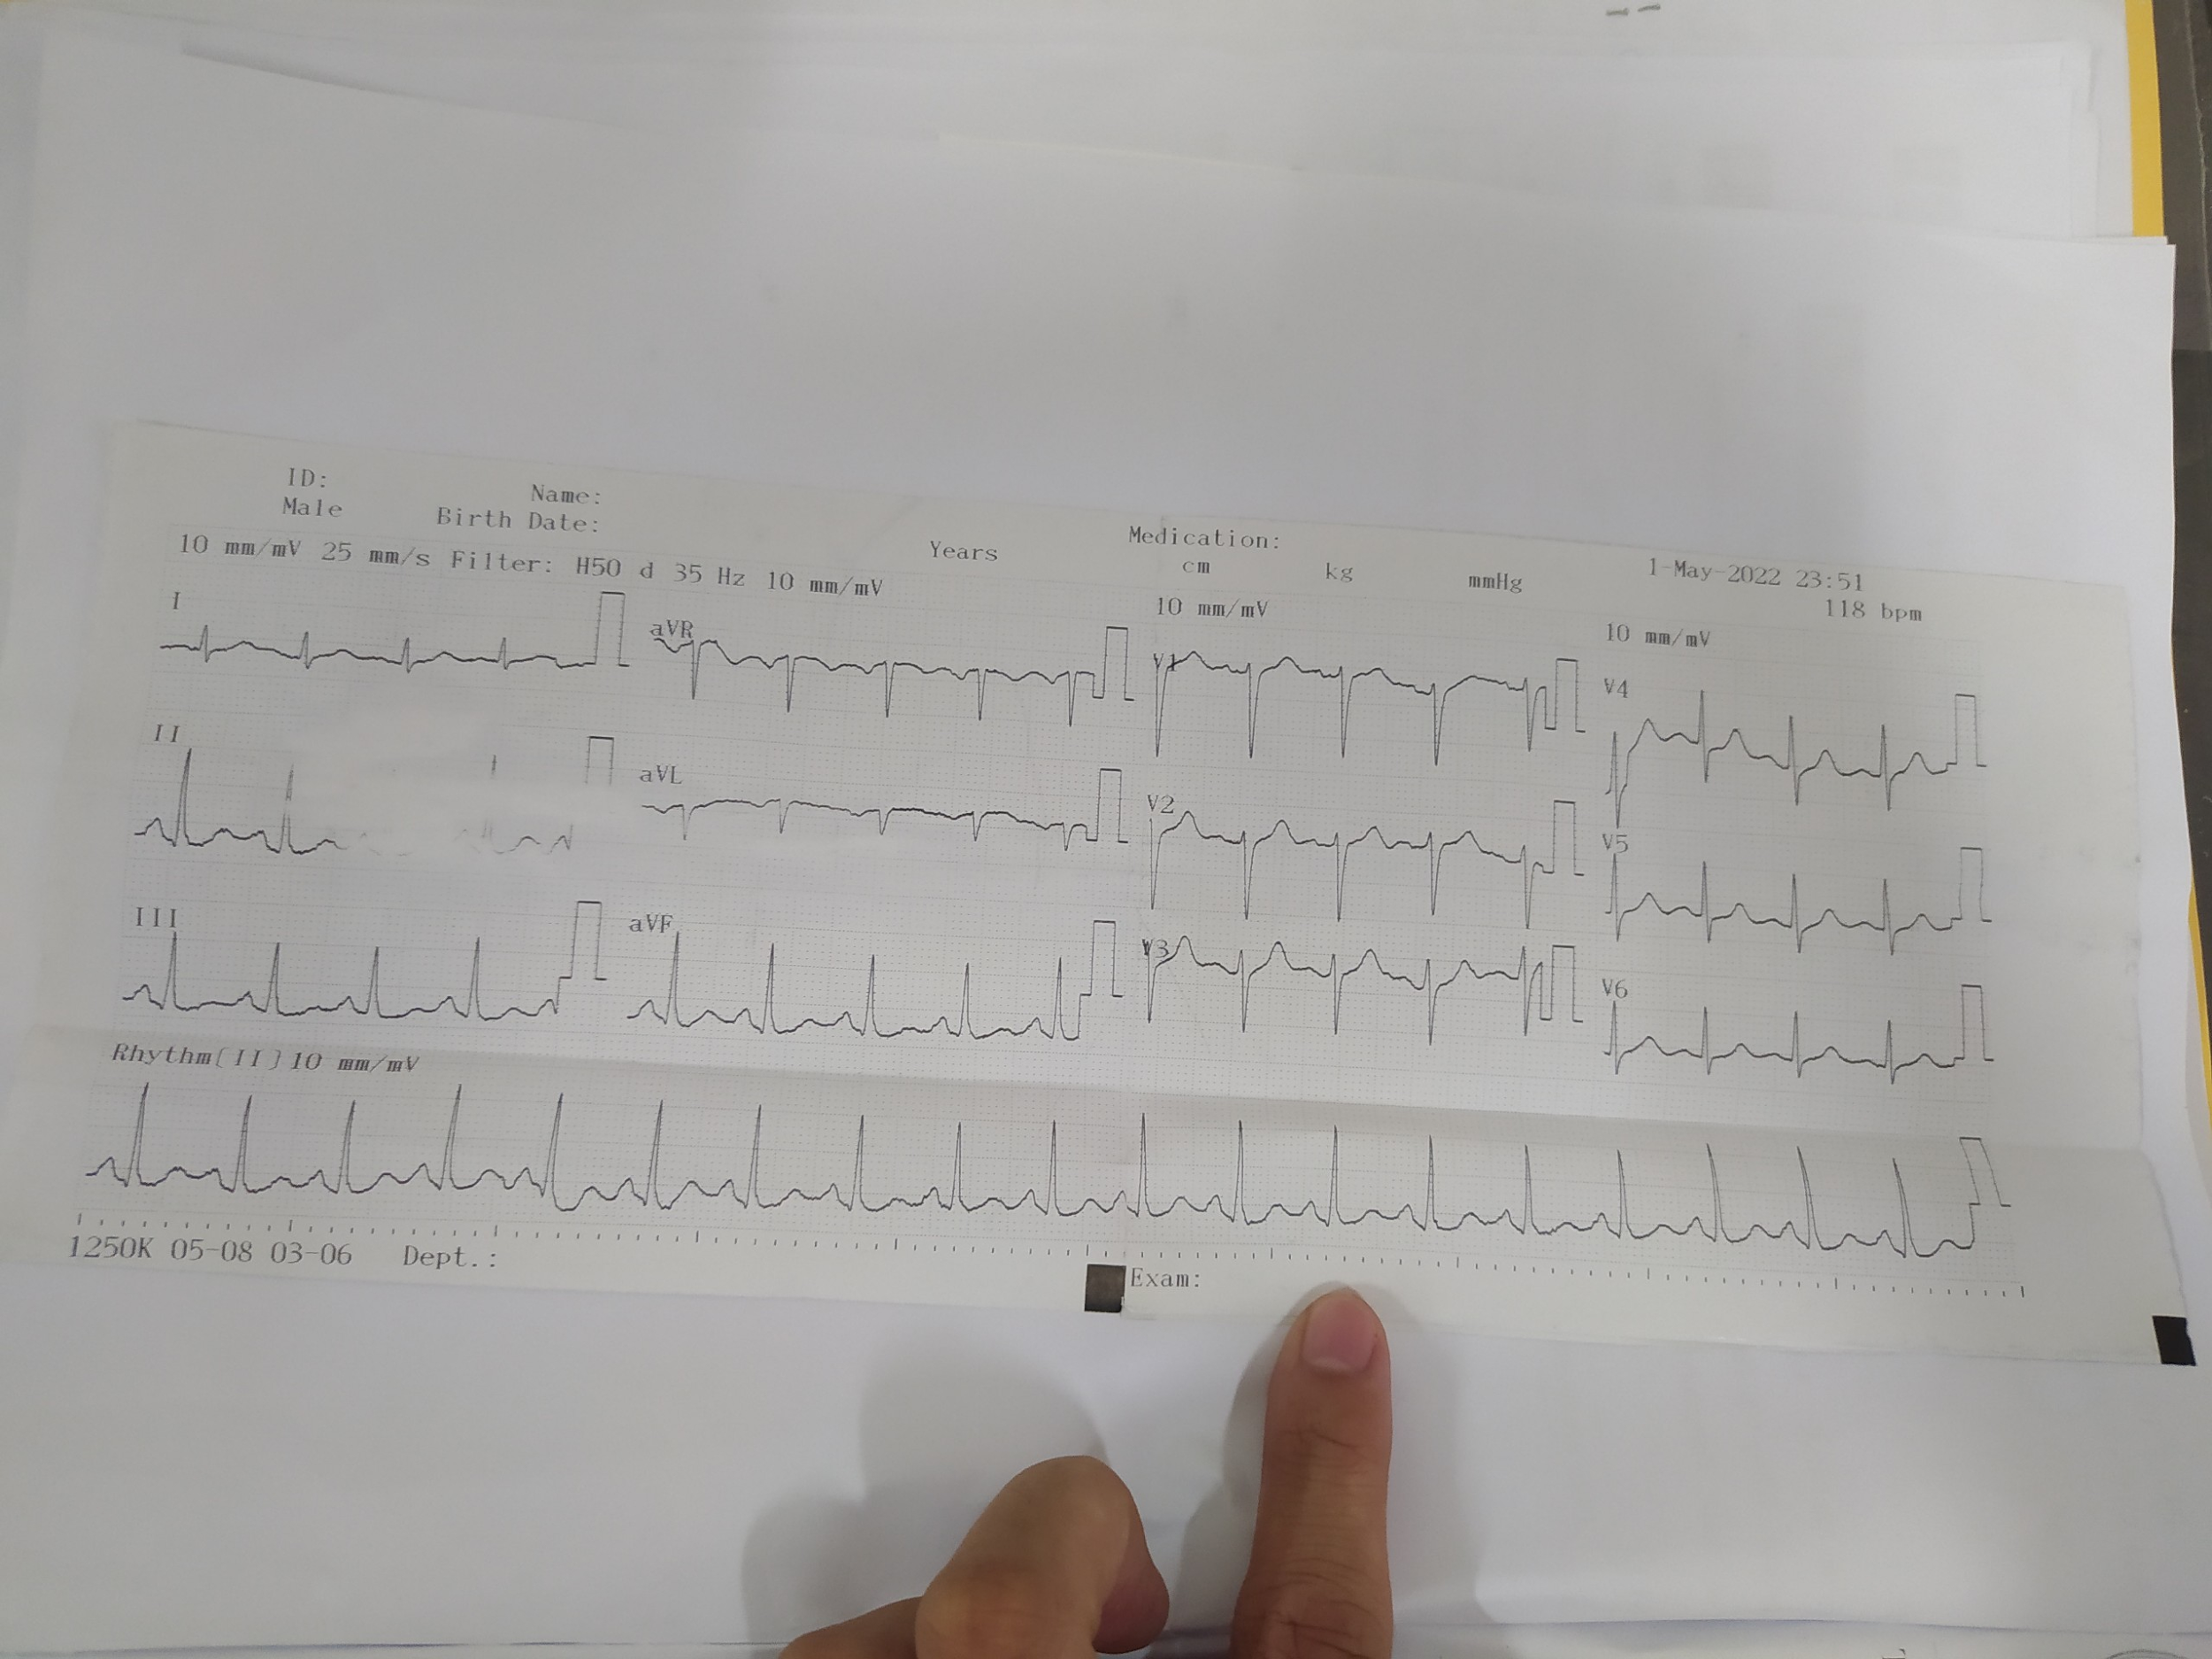 ID:
Name:
Male
Birth Date:
Years
Medication:
cm kg mmHg
1-May-2022 23:51
118 bpm
10 mm/mV 25 mm/s Filter: H50 d 35 Hz 10 mm/mV
10 mm/mV
10 mm/mV
I
aVR
V1
V4
II
aVL
V2
V5
III
aVF
V3
V6
Rhythm(II) 10 mm/mV
1250K 05-08 03-06 Dept.:
Exam: